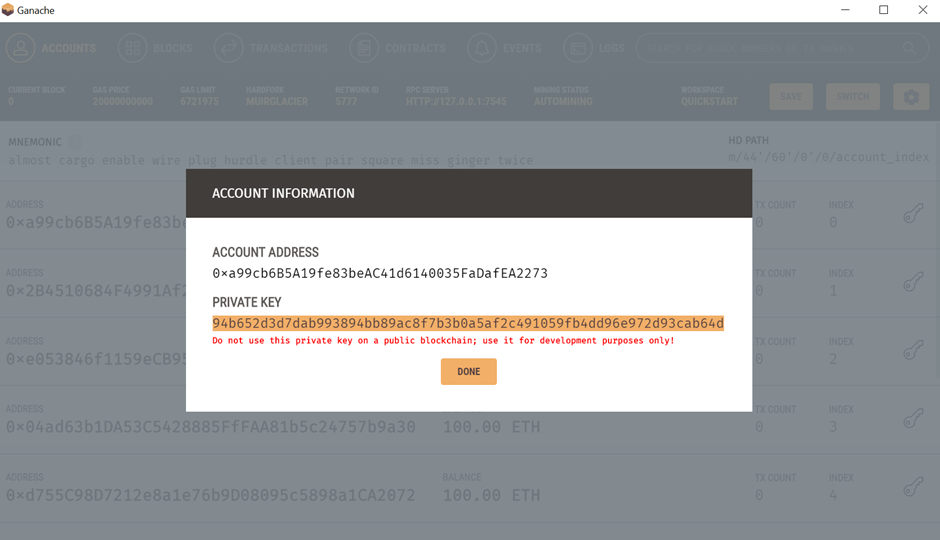 Ganache
ACCOUNTS
BLOCKS
TRANSACTIONS
CONTRACTS
EVENTS
LOGS
CURRENT BLOCK
0
GAS PRICE
20000000000
GAS LIMIT
6721975
HARDFORK
MUIRGLACIER
NETWORK ID
5777
RPC SERVER
HTTP://127.0.0.1:7545
MINING STATUS
AUTOMINING
WORKSPACE
QUICKSTART
SAVE
SWITCH
MNEMONIC
almost cargo enable wire plug hurdle client pair square miss ginger twice
HD PATH
m/44'/60'/0'/0/account_index
ACCOUNT INFORMATION
ACCOUNT ADDRESS
0×a99cb6B5A19fe83beAC41d6140035FaDafEA2273
PRIVATE KEY
94b652d3d7dab993894bb89ac8f7b3b0a5af2c491059fb4dd96e972d93cab64d
Do not use this private key on a public blockchain; use it for development purposes only!
DONE
ADDRESS
0×a99cb6B5A19fe83b
TX COUNT
0
INDEX
0
ADDRESS
0×2B4510684F4991Af
TX COUNT
0
INDEX
1
ADDRESS
0×e053846f1159eCB9
TX COUNT
0
INDEX
2
ADDRESS
0×04ad63b1DA53C5428885FfFAA81b5c24757b9a30
100.00 ETH
TX COUNT
0
INDEX
3
ADDRESS
0×d755C98D7212e8a1e76b9D08095c5898a1CA2072
BALANCE
100.00 ETH
TX COUNT
0
INDEX
4